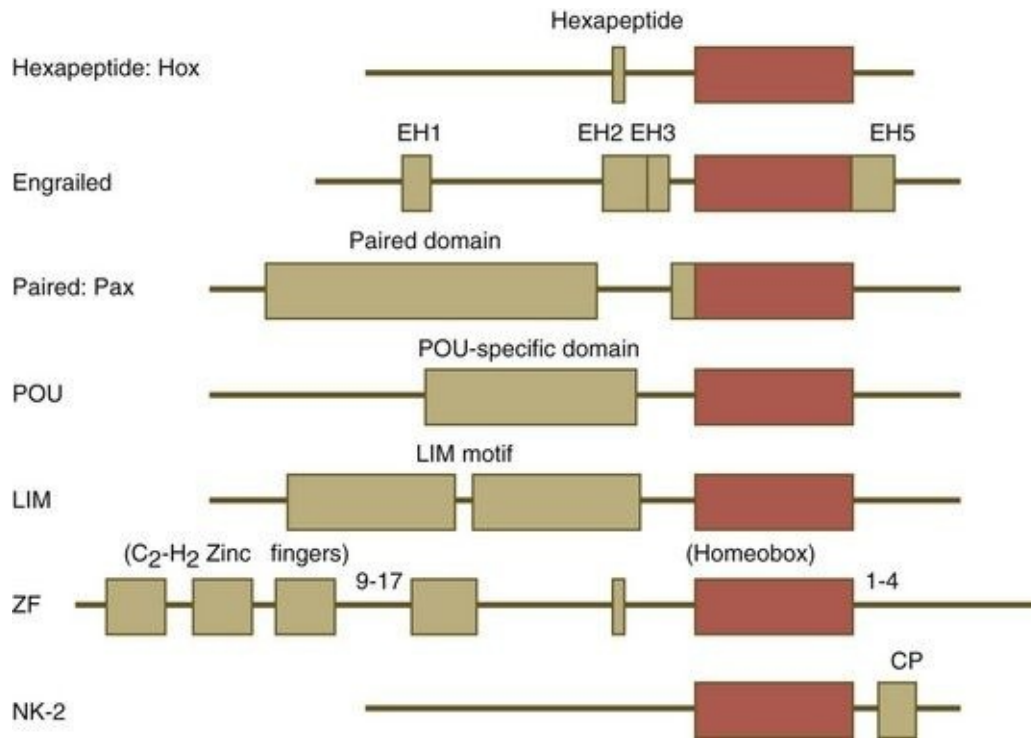 Hexapeptide
Hexapeptide: Hox
EH1 EH2 EH3 EH5
Engrailed
Paired domain
Paired: Pax
POU-specific domain
POU
LIM motif
LIM
(C2-H2 Zinc fingers) (Homeobox)
9-17 1-4
ZF
CP
NK-2